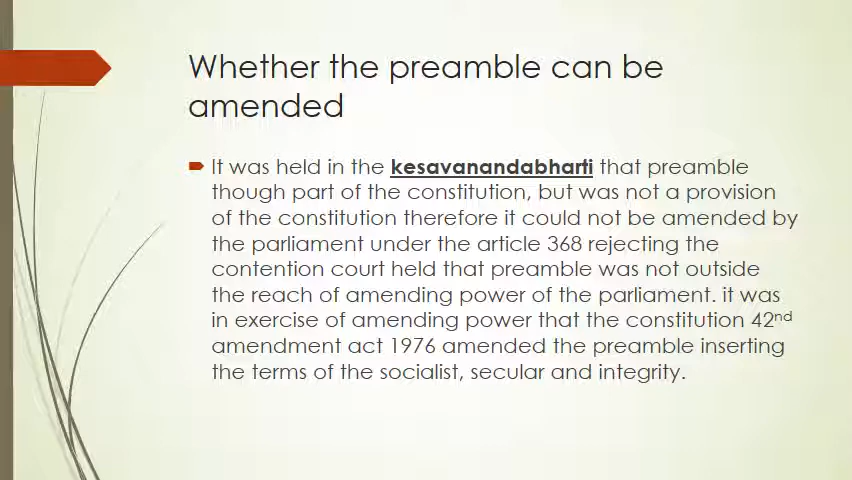 Whether the preamble can be
amended
It was held in the kesavanandabharti that preamble
though part of the constitution, but was not a provision
of the constitution therefore it could not be amended by
the parliament under the article 368 rejecting the
contention court held that preamble was not outside
the reach of amending power of the parliament. it was
in exercise of amending power that the constitution 42nd
amendment act 1976 amended the preamble inserting
the terms of the socialist, secular and integrity.